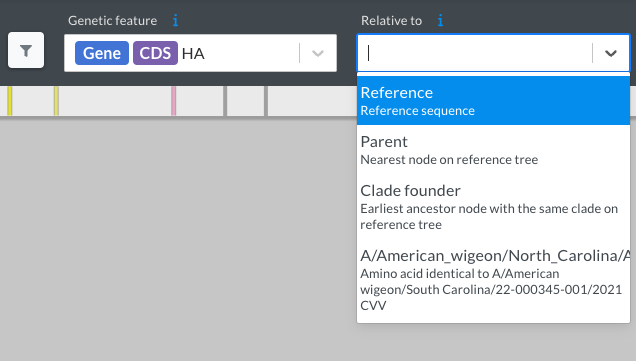 Genetic feature
Relative to
Gene CDS HA
Reference
Reference sequence
Parent
Nearest node on reference tree
Clade founder
Earliest ancestor node with the same clade on
reference tree
A/American_wigeon/North_Carolina/A
Amino acid identical to A/American
wigeon/South Carolina/22-000345-001/2021
CVV